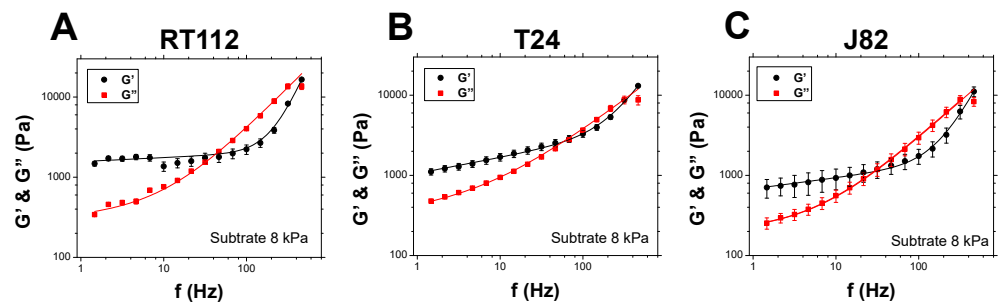 A
RT112
G' & G" (Pa)
10000
1000
100
G'
G"
Subtrate 8 kPa
1
10
100
f (Hz)
B
T24
G' & G" (Pa)
10000
1000
100
G'
G"
Subtrate 8 kPa
1
10
100
f (Hz)
C
J82
G' & G" (Pa)
10000
1000
100
G'
G"
Subtrate 8 kPa
1
10
100
f (Hz)